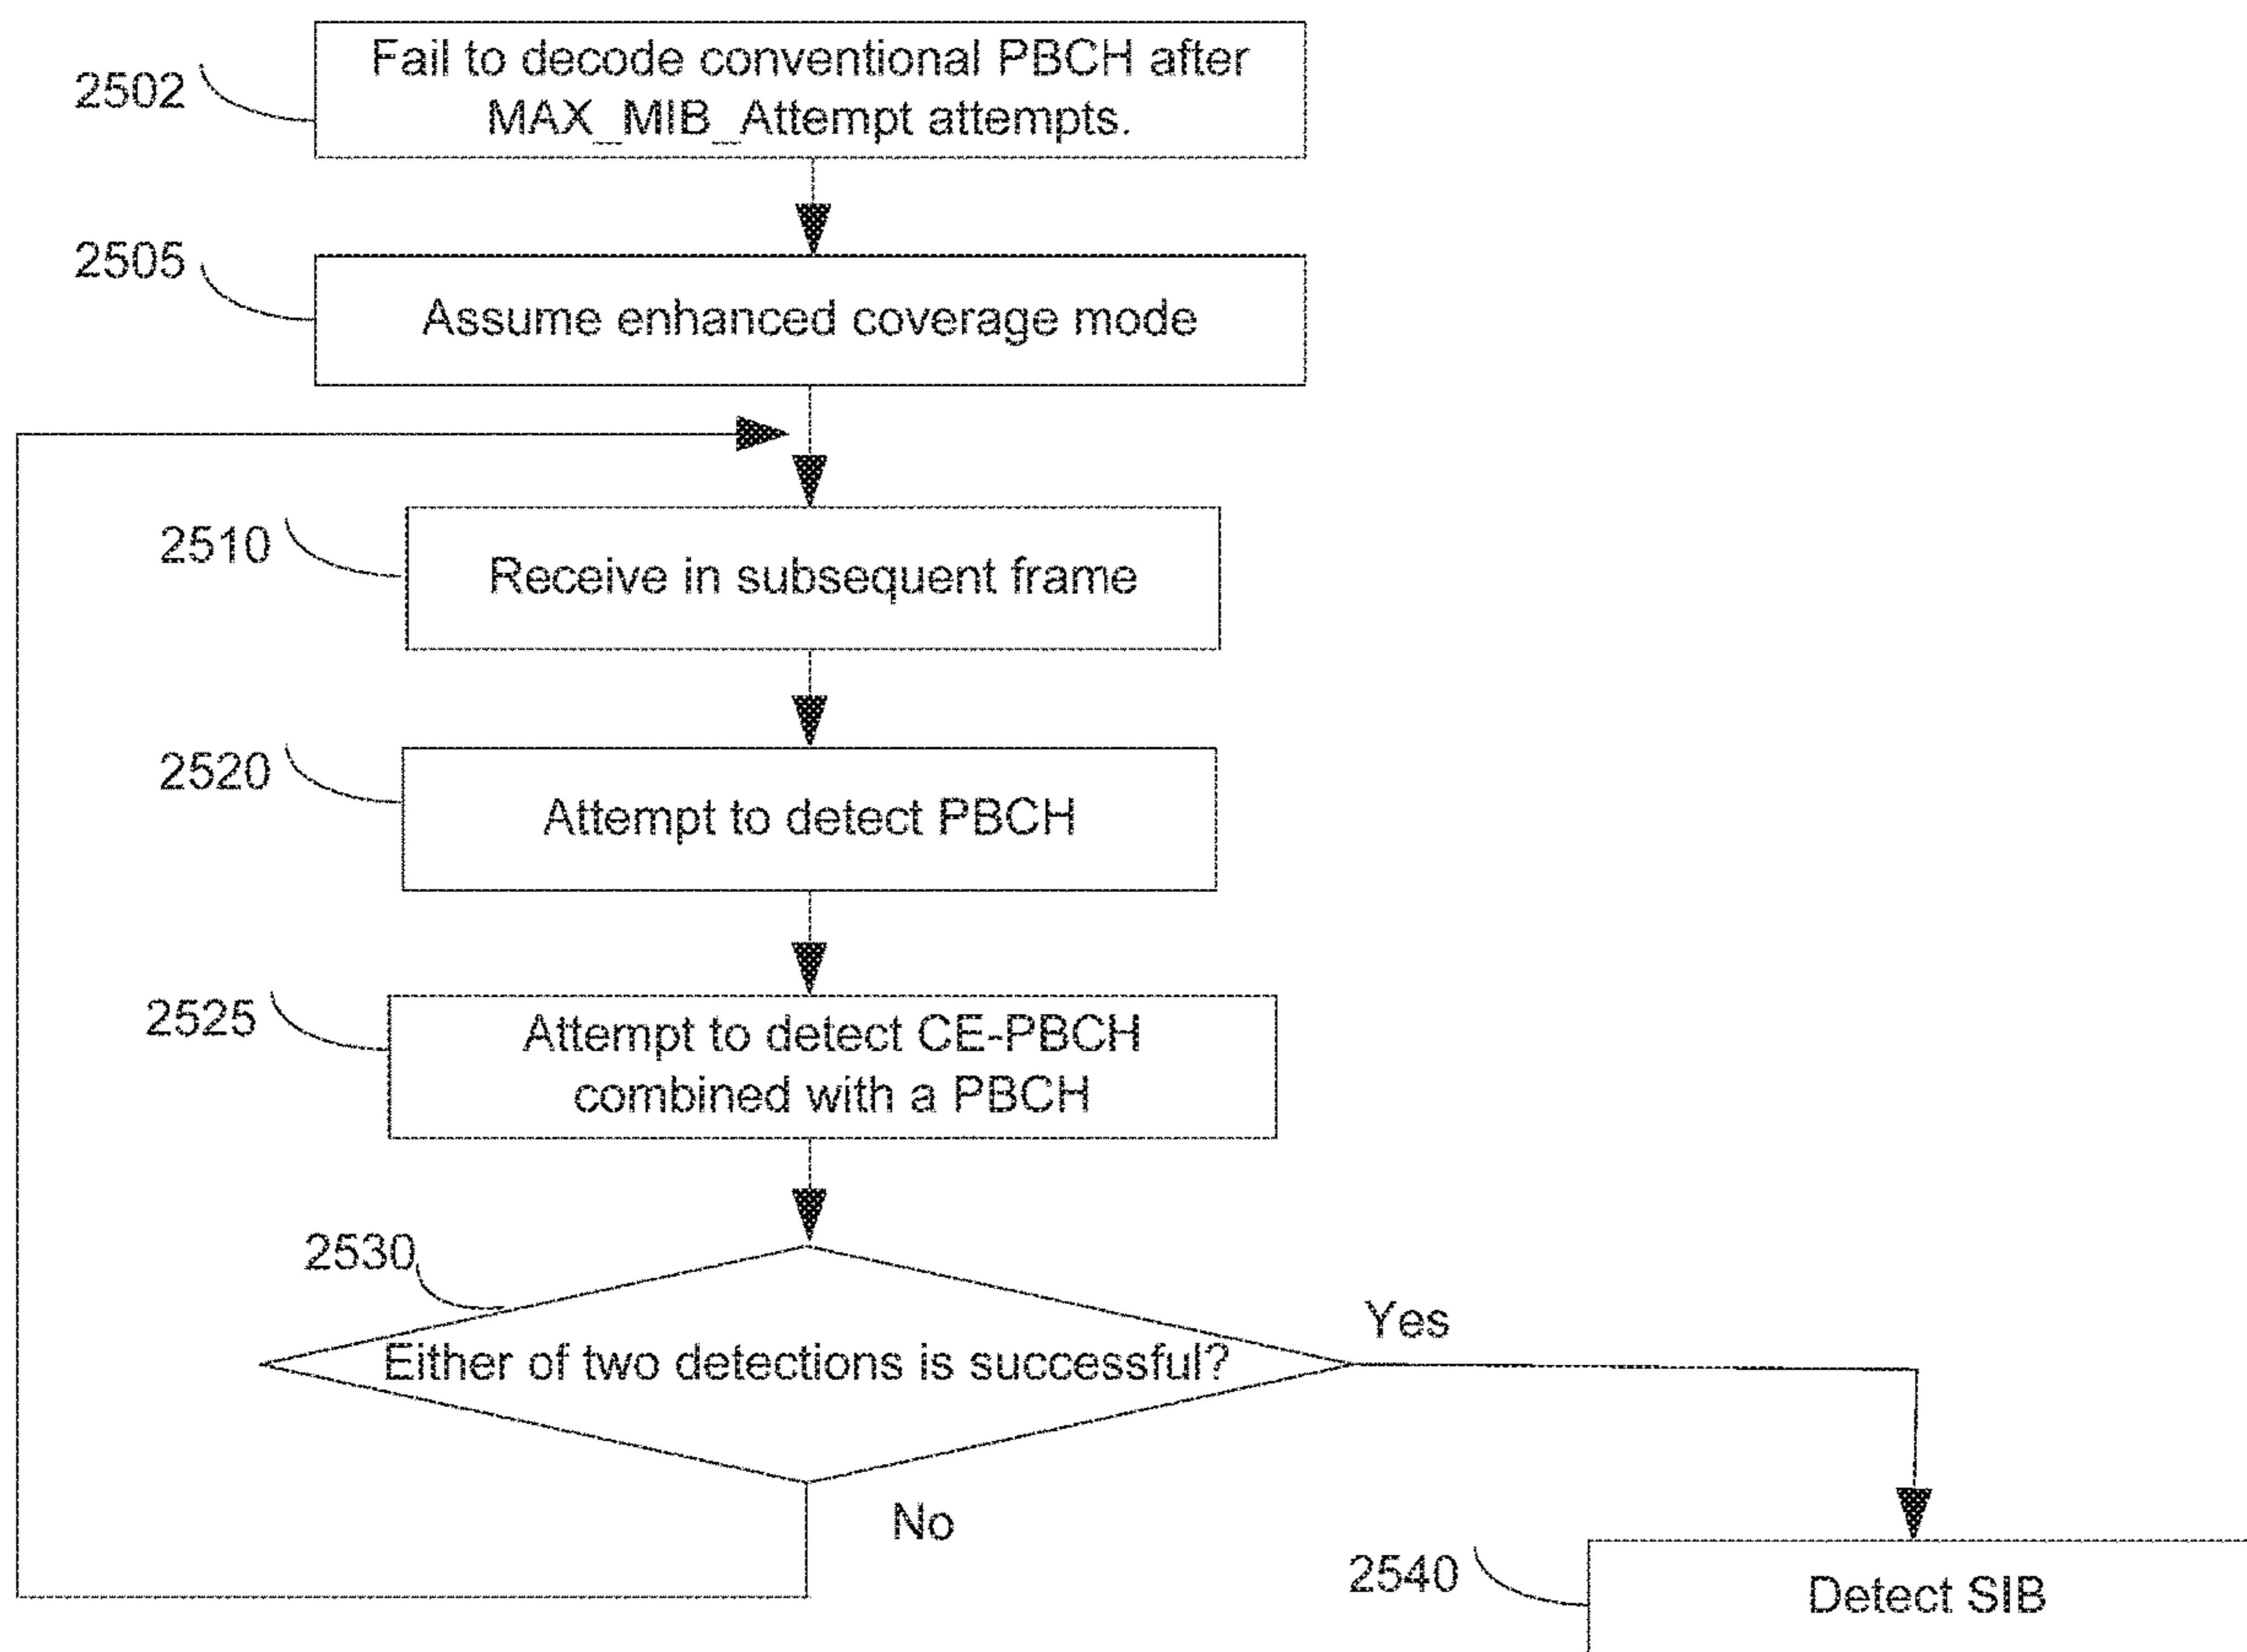 2502
Fail to decode conventional PBCH after
MAX_MIB_Attempt attempts.
2505
Assume enhanced coverage mode
2510
Receive in subsequent frame
2520
Attempt to detect PBCH
2525
Attempt to detect CE-PBCH
combined with a PBCH
2530
Either of two detections is successful?
Yes
No
2540
Detect SIB